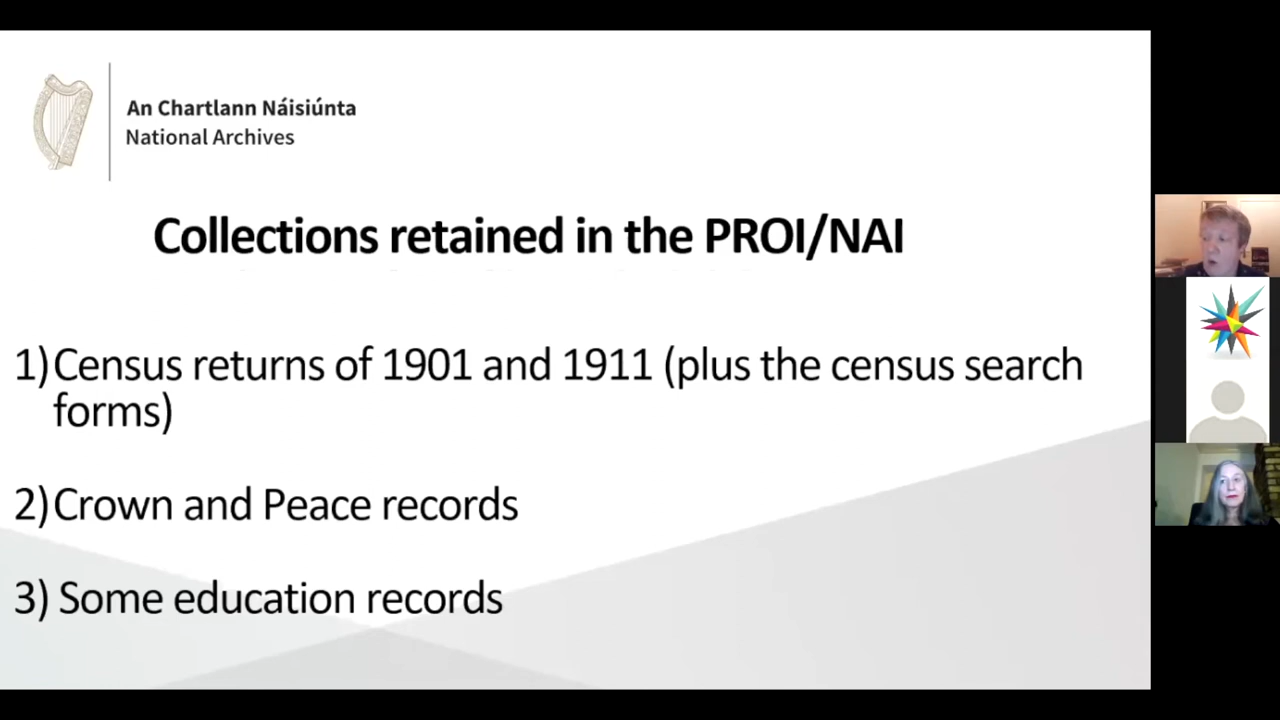 An Chartlann Náisiúnta
National Archives
Collections retained in the PROI/NAI
1) Census returns of 1901 and 1911 (plus the census search
forms)
2) Crown and Peace records
3) Some education records